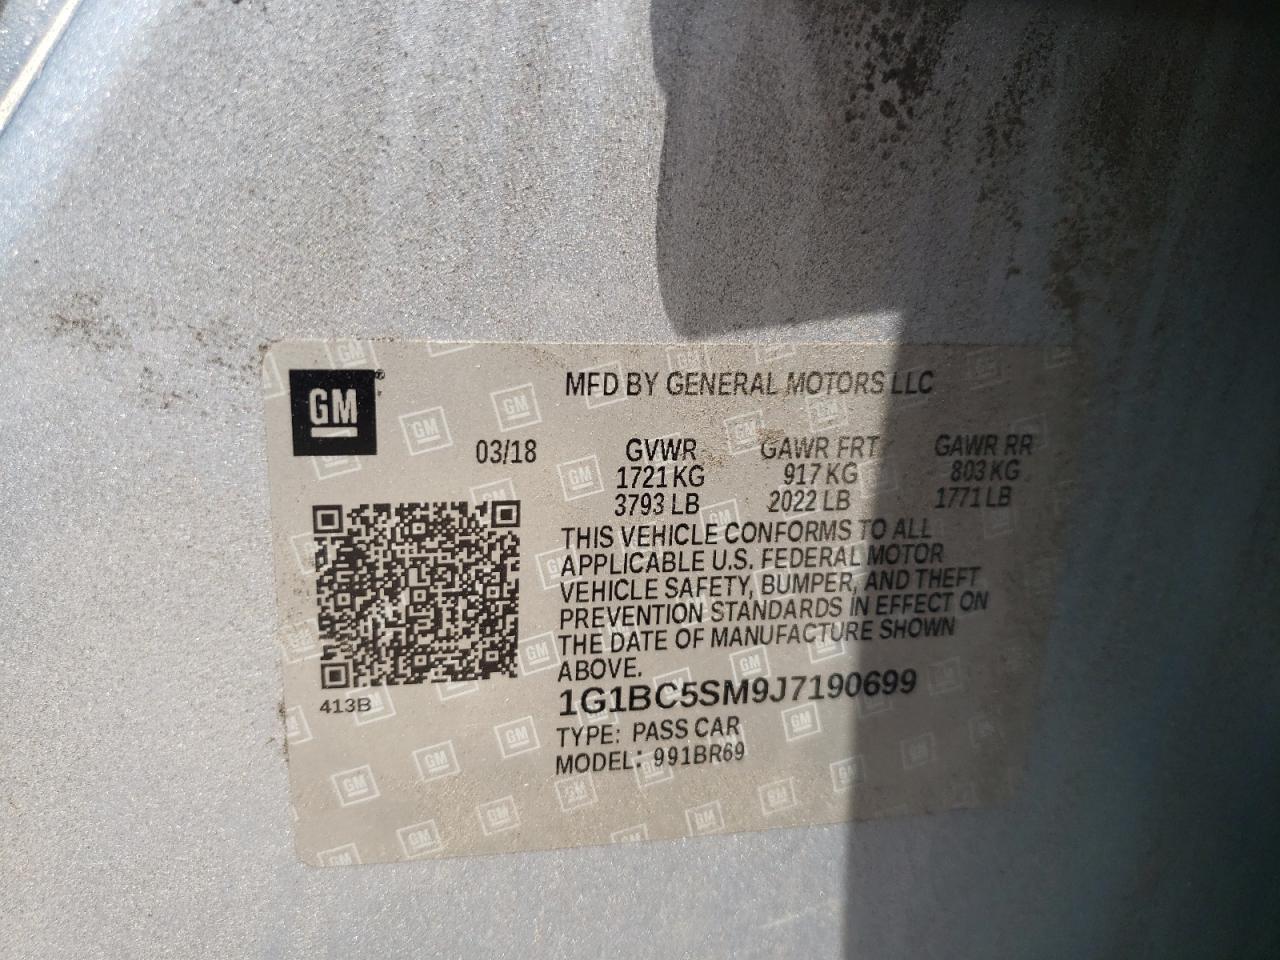 GM®
MFD BY GENERAL MOTORS LLC
03/18 GVWR GAWR FRT GAWR RR
1721 KG 917 KG 803 KG
3793 LB 2022 LB 1771 LB
THIS VEHICLE CONFORMS TO ALL
APPLICABLE U.S. FEDERAL MOTOR
VEHICLE SAFETY, BUMPER, AND THEFT
PREVENTION STANDARDS IN EFFECT ON
THE DATE OF MANUFACTURE SHOWN
ABOVE.
413B
1G1BC5SM9J7190699
TYPE: PASS CAR
MODEL: 991BR69